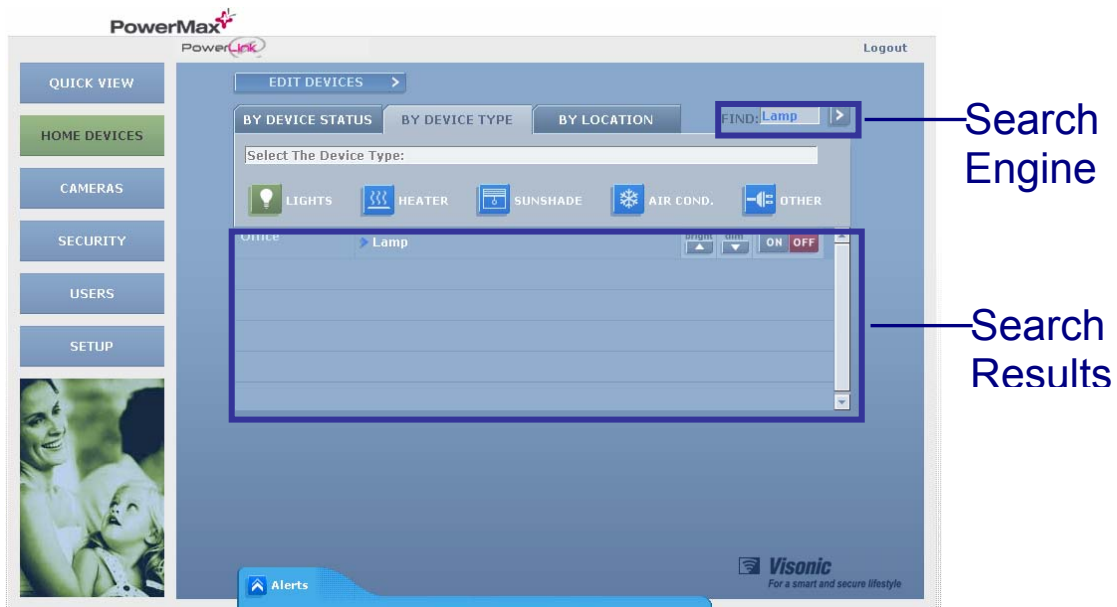 PowerMax
PowerLink
Logout
QUICK VIEW
HOME DEVICES
CAMERAS
SECURITY
USERS
SETUP
EDIT DEVICES >
BY DEVICE STATUS BY DEVICE TYPE BY LOCATION FIND: Lamp >
Select The Device Type:
LIGHTS HEATER SUNSHADE AIR COND. OTHER
Office Lamp bright dim ON OFF
Search
Engine
Search
Results
Alerts
Visonic
For a smart and secure lifestyle